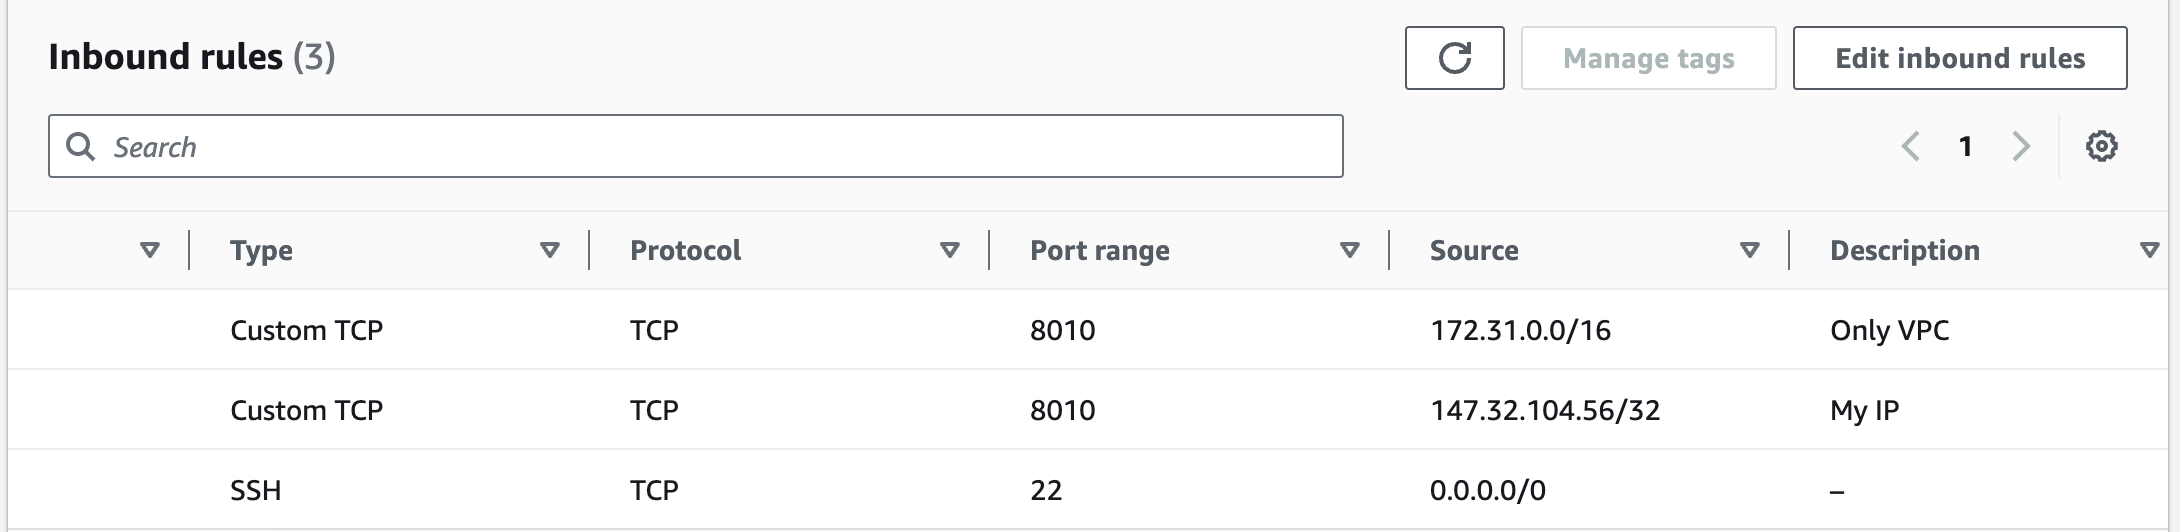 Inbound rules (3)
Manage tags
Edit inbound rules
Search
1
Type Protocol Port range Source Description
Custom TCP TCP 8010 172.31.0.0/16 Only VPC
Custom TCP TCP 8010 147.32.104.56/32 My IP
SSH TCP 22 0.0.0.0/0 –